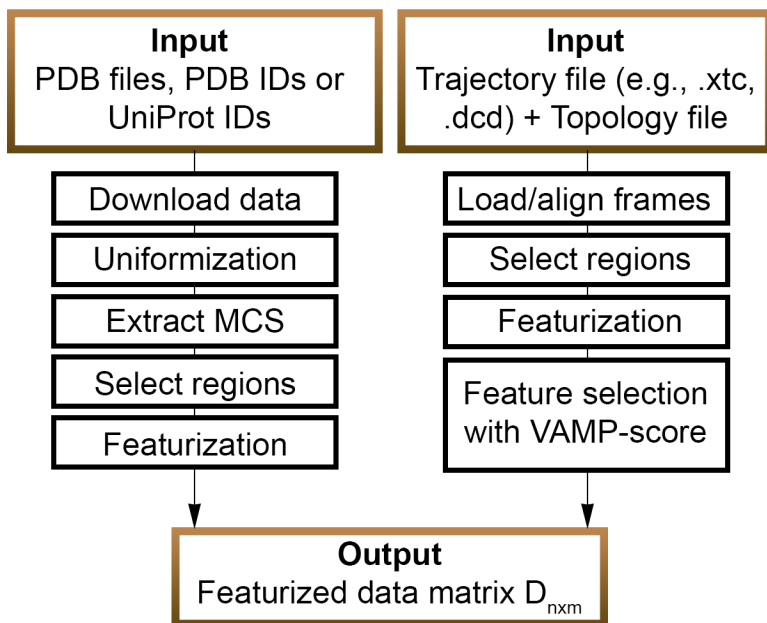 Input
PDB files, PDB IDs or
UniProt IDs
Download data
Uniformization
Extract MCS
Select regions
Featurization
Input
Trajectory file (e.g., .xtc,
.dcd) + Topology file
Load/align frames
Select regions
Featurization
Feature selection
with VAMP-score
Output
Featurized data matrix Dnxm